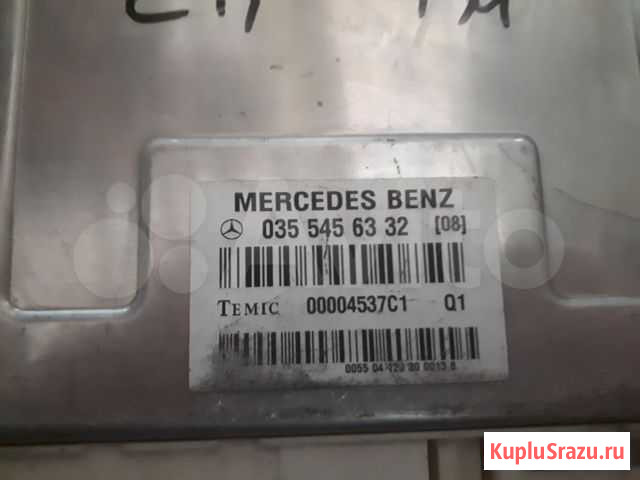 MERCEDES BENZ
035 545 63 32 [08]
TEMIC 00004537C1 Q1
KupluSrazu.ru